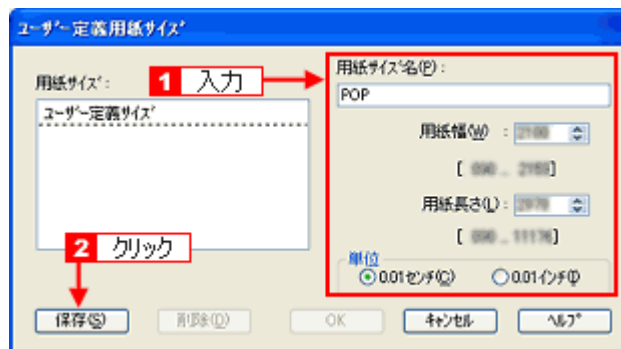 ユーザー定義用紙サイズ
用紙サイズ:
1 入力
ユーザー定義サイズ
2 クリック
用紙サイズ名(P):
POP
用紙幅(W) :
用紙長さ(L):
単位
0.01センチ(C) 0.01インチ(I)
保存(S) 削除(D) OK キャンセル ヘルプ